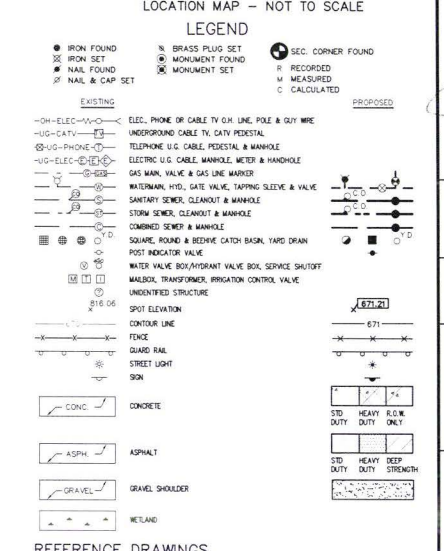 LOCATION MAP – NOT TO SCALE
LEGEND
IRON FOUND
BRASS PLUG SET
SEC. CORNER FOUND
IRON SET
MONUMENT FOUND
NAIL FOUND
MONUMENT SET
R RECORDED
NAIL & CAP SET
M MEASURED
C CALCULATED
EXISTING
PROPOSED
-OH-ELEC- ELEC., PHONE OR CABLE TV O.H. LINE, POLE & GUY WIRE
-UG-CATV- TV UNDERGROUND CABLE TV, CATV PEDESTAL
-UG-PHONE- T TELEPHONE U.G. CABLE, PEDESTAL & MANHOLE
-UG-ELEC- E E E ELECTRIC U.G. CABLE, MANHOLE, METER & HANDHOLE
G GAS GAS MAIN, VALVE & GAS LINE MARKER
W WATERMAIN, HYD., GATE VALVE, TAPPING SLEEVE & VALVE
CO S SANITARY SEWER, CLEANOUT & MANHOLE C.O.
CO ST STORM SEWER, CLEANOUT & MANHOLE C.O.
C COMBINED SEWER & MANHOLE
Y.D. SQUARE, ROUND & BEEHIVE CATCH BASIN, YARD DRAIN Y.D.
POST INDICATOR VALVE
WATER VALVE BOX/HYDRANT VALVE BOX, SERVICE SHUTOFF
M T I MAILBOX, TRANSFORMER, IRRIGATION CONTROL VALVE
? UNIDENTIFIED STRUCTURE
816.06 SPOT ELEVATION 671.21
CONTOUR LINE 671
FENCE
GUARD RAIL
STREET LIGHT
SIGN
CONC. CONCRETE
STD HEAVY R.O.W.
DUTY DUTY ONLY
ASPH. ASPHALT
STD HEAVY DEEP
DUTY DUTY STRENGTH
GRAVEL GRAVEL SHOULDER
WETLAND
REFERENCE DRAWINGS